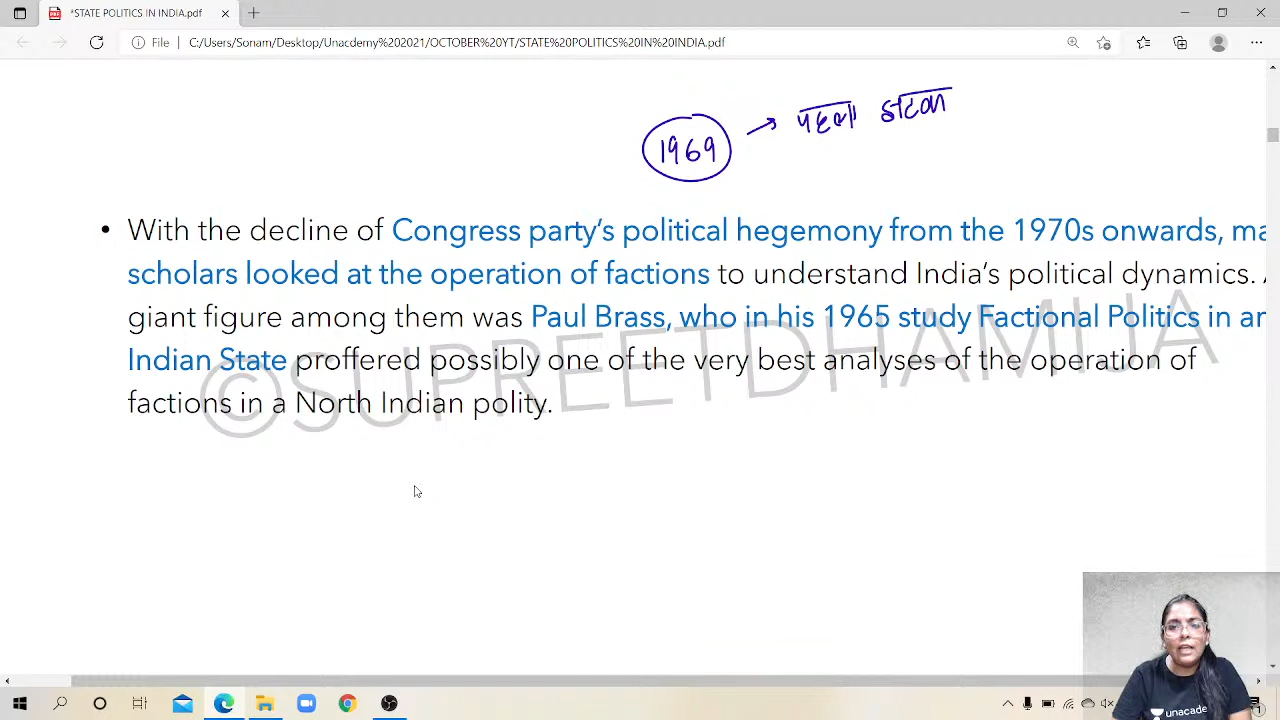 *STATE POLITICS IN INDIA.pdf
File | C:/Users/Sonam/Desktop/Unacdemy%202021/OCTOBER%20YT/STATE%20POLITICS%20IN%20INDIA.pdf
1969 → पहला झटका
• With the decline of Congress party's political hegemony from the 1970s onwards, ma
scholars looked at the operation of factions to understand India's political dynamics. A
giant figure among them was Paul Brass, who in his 1965 study Factional Politics in an
Indian State proffered possibly one of the very best analyses of the operation of
factions in a North Indian polity.
©SUPREETDHAMIJA
unacade